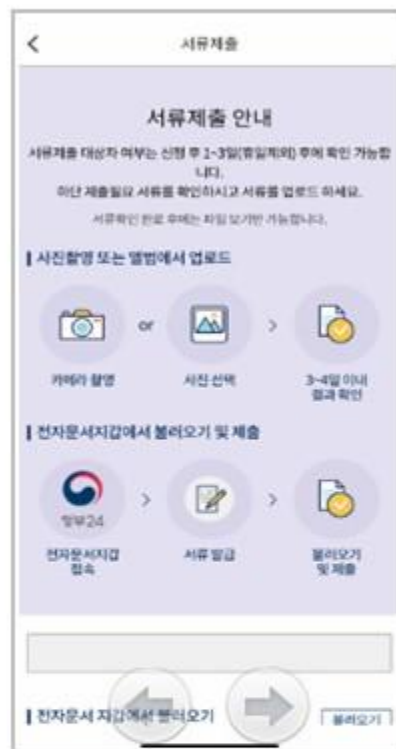 서류제출
서류제출 안내
서류제출 대상자 여부는 신청 후 1~3일(휴일제외) 후에 확인 가능합
니다.
하단 제출필요 서류를 확인하시고 서류를 업로드 하세요.
서류확인 완료 후에는 파일 보기만 가능합니다.
사진촬영 또는 앨범에서 업로드
or
카메라 촬영
사진 선택
3~4일 이내
결과 확인
전자문서지갑에서 불러오기 및 제출
정부24
전자문서지갑
접속
서류 발급
불러오기
및 제출
전자문서 지갑에서 불러오기
불러오기